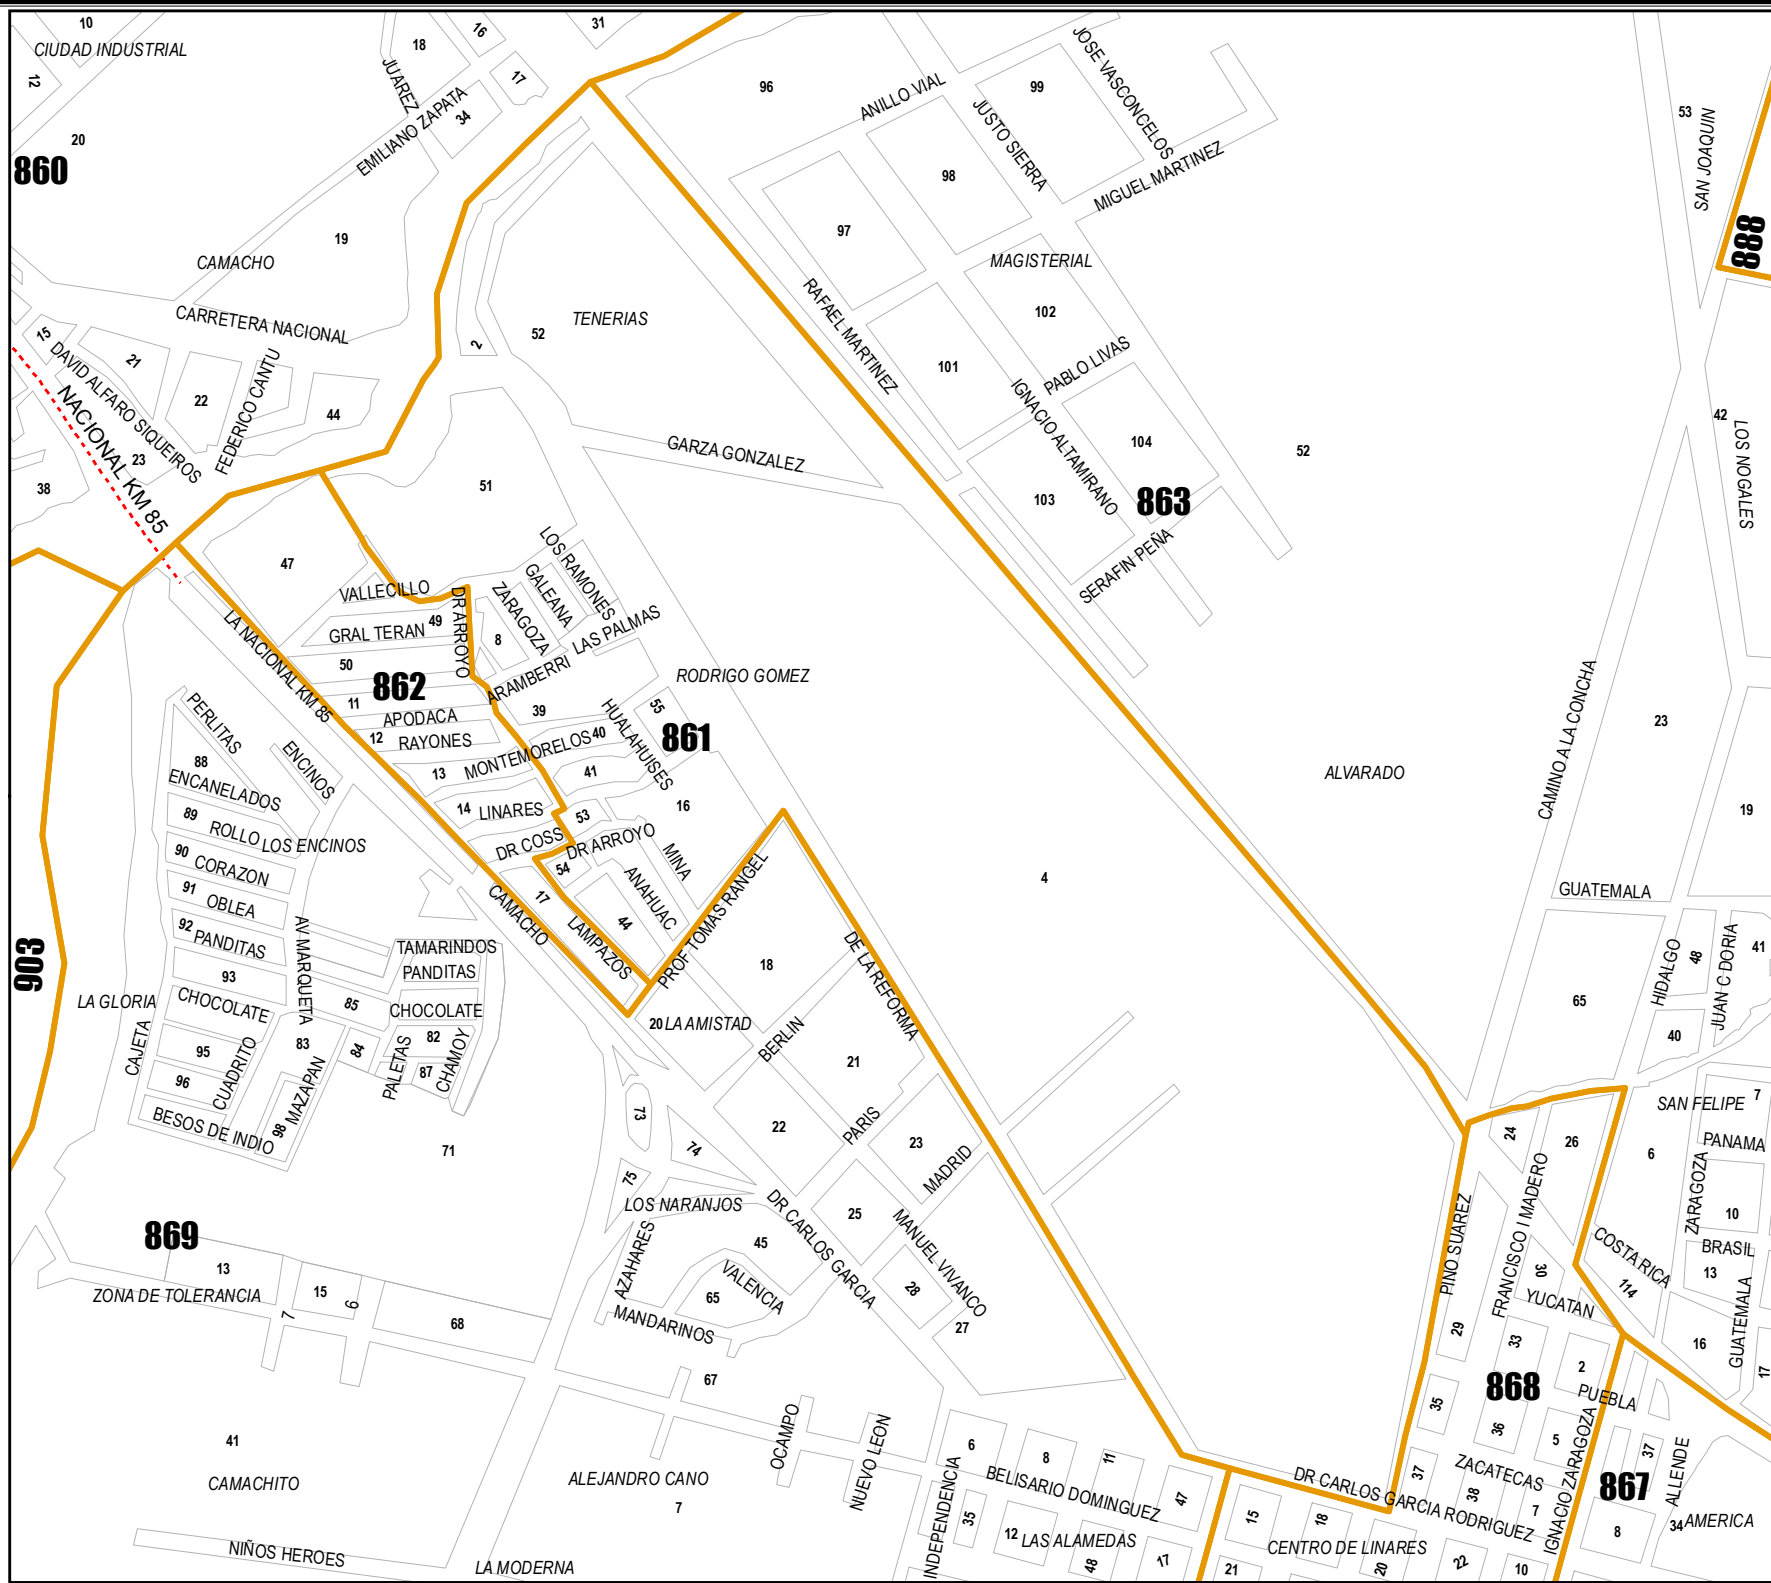 10
31
16
18
CIUDAD INDUSTRIAL
17
12
JUAREZ
96
99
JOSE VASCONCELOS
ANILLO VIAL
EMILIANO ZAPATA
34
JUSTO SIERRA
53
20
SAN JOAQUIN
860
98
MIGUEL MARTINEZ
97
19
888
CAMACHO
MAGISTERIAL
RAFAEL MARTINEZ
102
CARRETERA NACIONAL
TENERIAS
15
52
2
DAVID ALFARO SIQUEIROS
21
PABLO LIVAS
101
FEDERICO CANTU
22
44
IGNACIO ALTAMIRANO
NACIONAL KM 85
42
LOS NOGALES
104
GARZA GONZALEZ
52
23
38
51
103
863
SERAFIN PEÑA
47
LOS RAMONES
GALEANA
VALLECILLO
ZARAGOZA
DR ARROYO
49
GRAL TERAN
8
LAS PALMAS
LA NACIONAL KM 85
50
ARAMBERRI
RODRIGO GOMEZ
862
11
39
55
HUALAHUISES
APODACA
PERLITAS
12
RAYONES
MONTEMORELOS
40
861
23
CAMINO A LA CONCHA
88
ENCINOS
13
41
ALVARADO
ENCANELADOS
14
LINARES
16
19
89
ROLLO
LOS ENCINOS
53
DR COSS
DR ARROYO
90
CORAZON
54
MINA
4
91
OBLEA
CAMACHO
17
ANAHUAC
PROF TOMAS RANGEL
GUATEMALA
92
PANDITAS
AV MARQUETA
44
LAMPAZOS
TAMARINDOS
PANDITAS
18
DE LA REFORMA
HIDALGO
48
JUAN C DORIA
41
903
93
LA GLORIA
CHOCOLATE
85
CHOCOLATE
65
20
LA AMISTAD
BERLIN
40
CAJETA
95
83
84
82
PALETAS
CHAMOY
87
21
CUADRITO
96
MAZAPAN
BESOS DE INDIO
98
73
SAN FELIPE
7
71
74
22
PARIS
23
24
26
6
PANAMA
75
MADRID
LOS NARANJOS
DR CARLOS GARCIA
25
MANUEL VIVANCO
PINO SUAREZ
FRANCISCO I MADERO
ZARAGOZA
10
869
AZAHARES
45
COSTA RICA
BRASIL
13
VALENCIA
28
30
114
13
ZONA DE TOLERANCIA
15
6
7
68
65
MANDARINOS
YUCATAN
27
29
33
16
GUATEMALA
17
67
868
2
PUEBLA
35
OCAMPO
NUEVO LEON
36
5
41
6
8
11
INDEPENDENCIA
BELISARIO DOMINGUEZ
47
CAMACHITO
ALEJANDRO CANO
7
DR CARLOS GARCIA RODRIGUEZ
37
ZACATECAS
38
7
IGNACIO ZARAGOZA
37
867
ALLENDE
35
12
LAS ALAMEDAS
15
18
8
34
AMERICA
NIÑOS HEROES
LA MODERNA
48
17
21
CENTRO DE LINARES
20
22
10